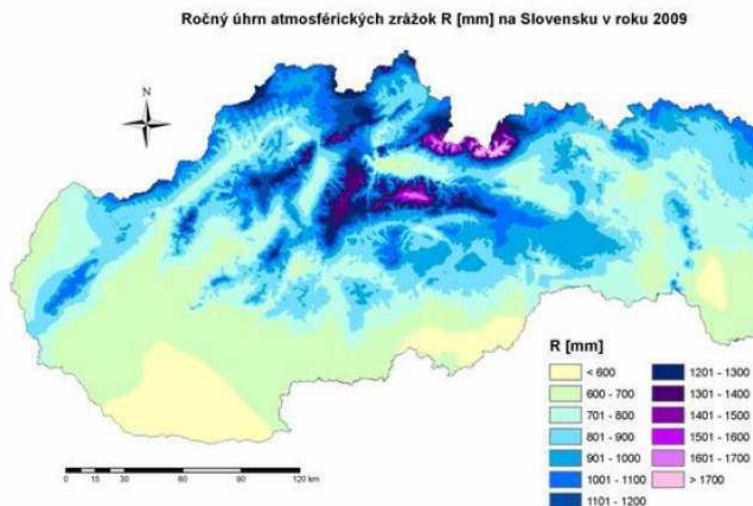 Ročný úhrn atmosférických zrážok R [mm] na Slovensku v roku 2009
N
R [mm]
< 600
600 - 700
701 - 800
801 - 900
901 - 1000
1001 - 1100
1101 - 1200
1201 - 1300
1301 - 1400
1401 - 1500
1501 - 1600
1601 - 1700
> 1700
0 15 30 60 90 120 km